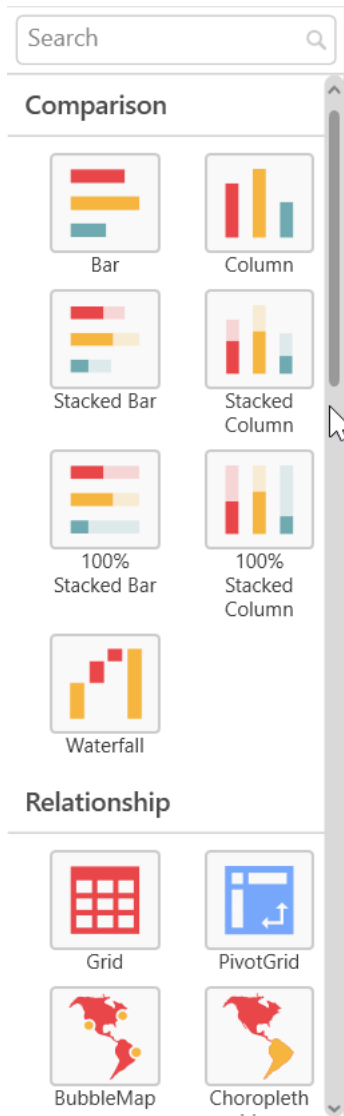 Search
Comparison
Bar
Column
Stacked Bar
Stacked
Column
100%
Stacked Bar
100%
Stacked
Column
Waterfall
Relationship
Grid
PivotGrid
BubbleMap
Choropleth